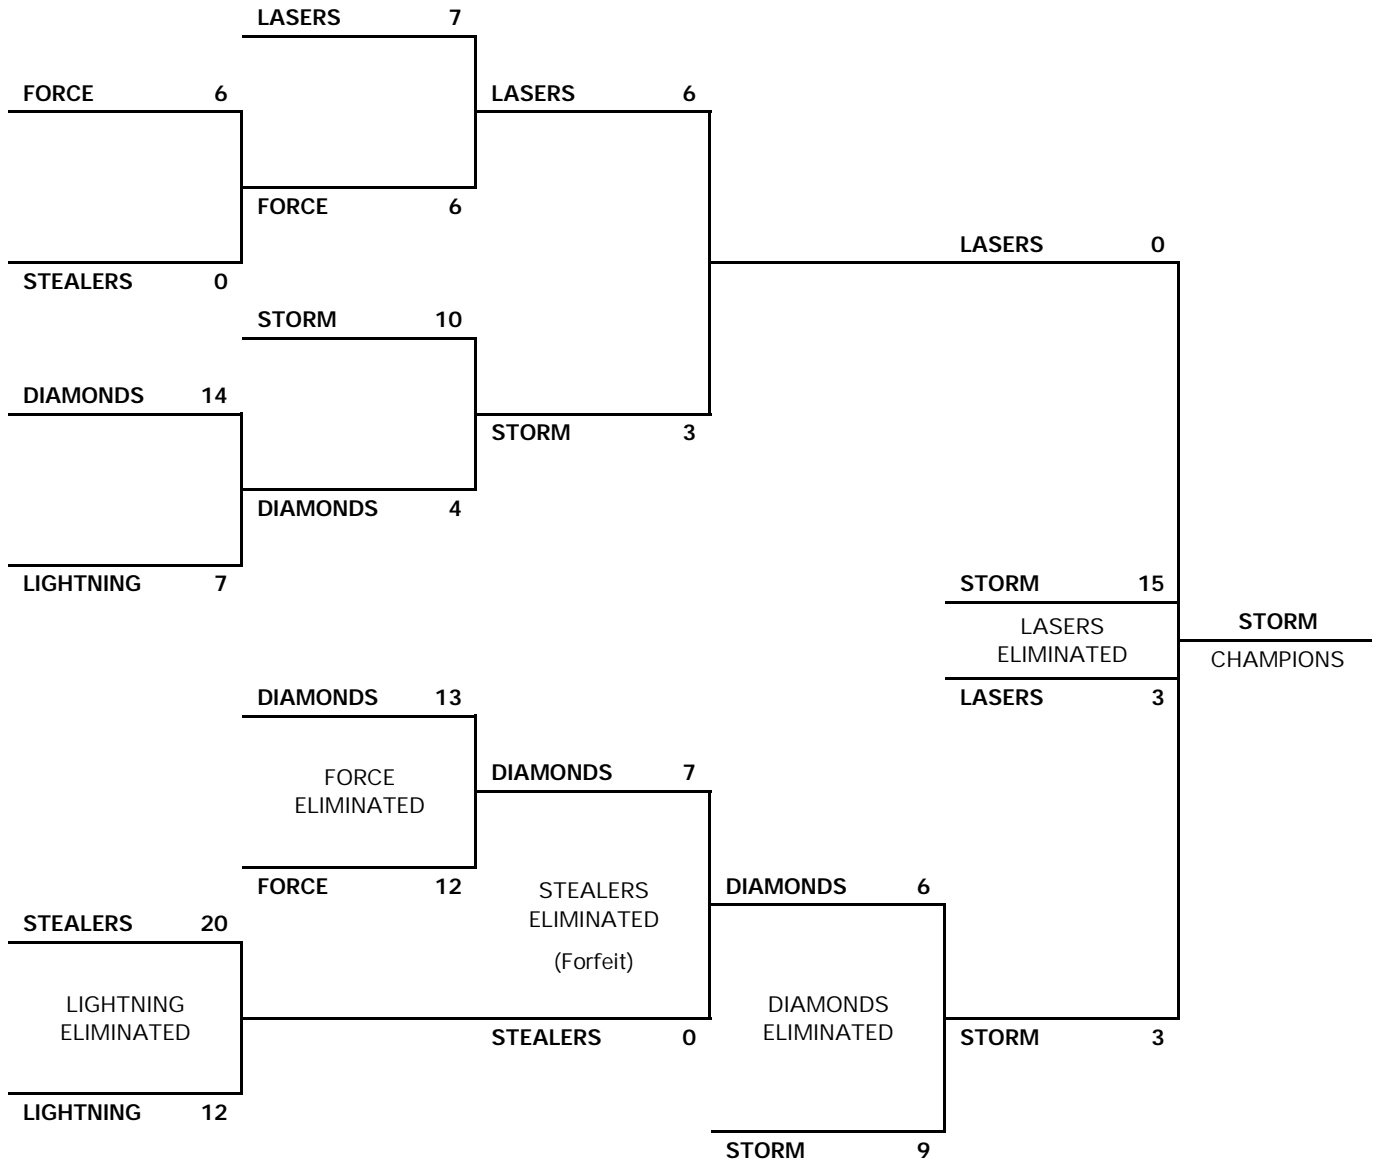 LASERS 7
FORCE 6
LASERS 6
FORCE 6
LASERS 0
STEALERS 0
STORM 10
DIAMONDS 14
STORM 3
DIAMONDS 4
LIGHTNING 7
STORM 15
LASERS
ELIMINATED
STORM
CHAMPIONS
LASERS 3
DIAMONDS 13
FORCE
ELIMINATED
DIAMONDS 7
FORCE 12
STEALERS
ELIMINATED
(Forfeit)
DIAMONDS 6
STEALERS 20
LIGHTNING
ELIMINATED
DIAMONDS
ELIMINATED
STEALERS 0
STORM 3
LIGHTNING 12
STORM 9